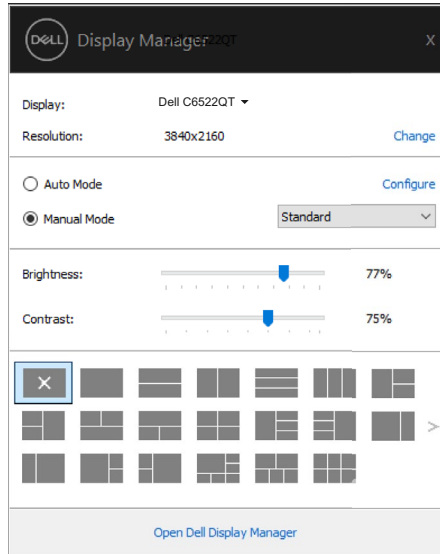 DELL Display Manager X
Display: Dell C6522QT
Resolution: 3840x2160 Change
Auto Mode Configure
Manual Mode Standard
Brightness: 77%
Contrast: 75%
Open Dell Display Manager